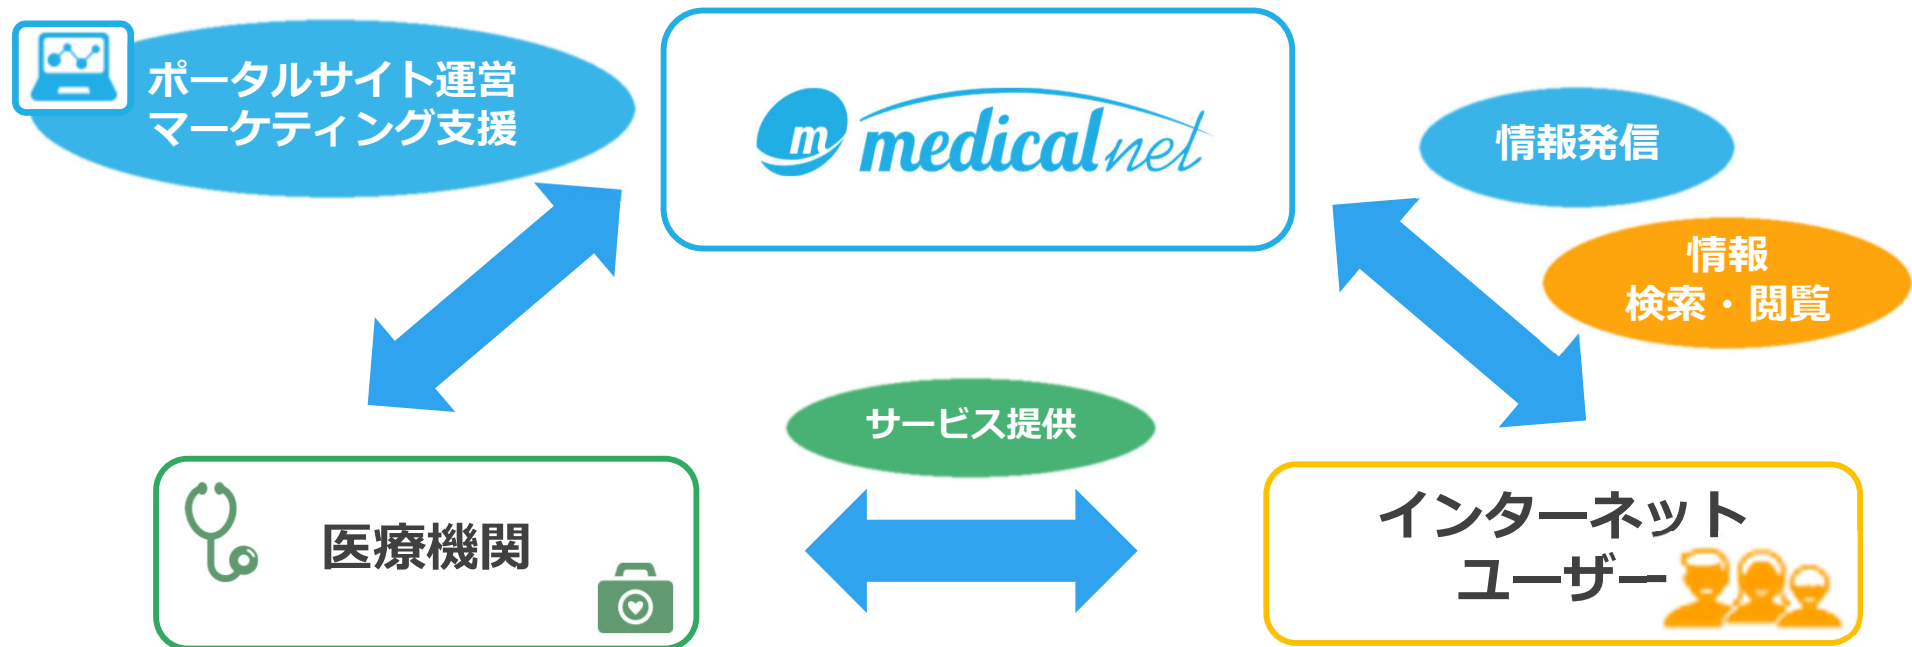 ポータルサイト運営
マーケティング支援
m medicalnet
情報発信
情報
検索・閲覧
サービス提供
医療機関
インターネット
ユーザー